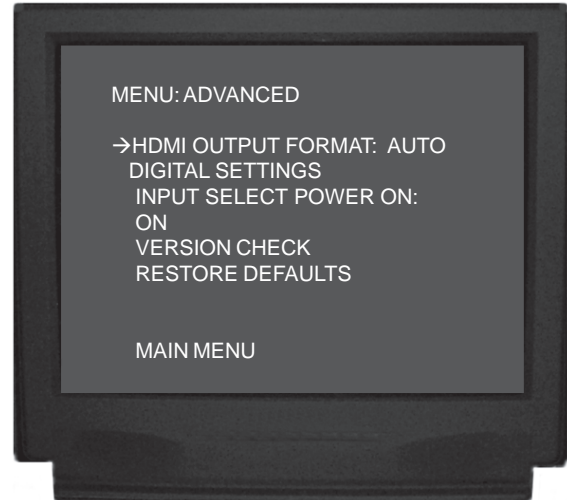 MENU: ADVANCED
→HDMI OUTPUT FORMAT: AUTO
DIGITAL SETTINGS
INPUT SELECT POWER ON:
ON
VERSION CHECK
RESTORE DEFAULTS
MAIN MENU